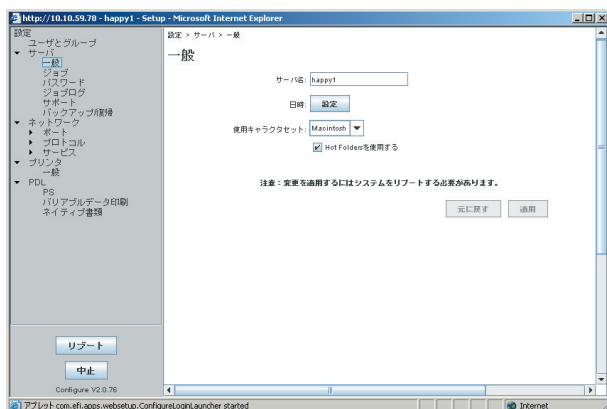 http://10.10.59.78 - happy1 - Setup - Microsoft Internet Explorer
設定
ユーザとグループ
サーバ
一般
ジョブ
パスワード
ジョブログ
サポート
バックアップ/復帰
ネットワーク
ポート
プロトコル
サービス
プリンタ
一般
PDL
PS
バリアブルデータ印刷
ネイティブ書類
リブート
中止
Configure V2.0.76
設定 > サーバ > 一般
一般
サーバ名: happy1
日時: 設定
使用キャラクタセット: Macintosh
Hot Foldersを使用する
注意：変更を適用するにはシステムをリブートする必要があります。
元に戻す 適用
アプレット com.efi.apps.websetup.ConfigureLoginLauncher started
Internet